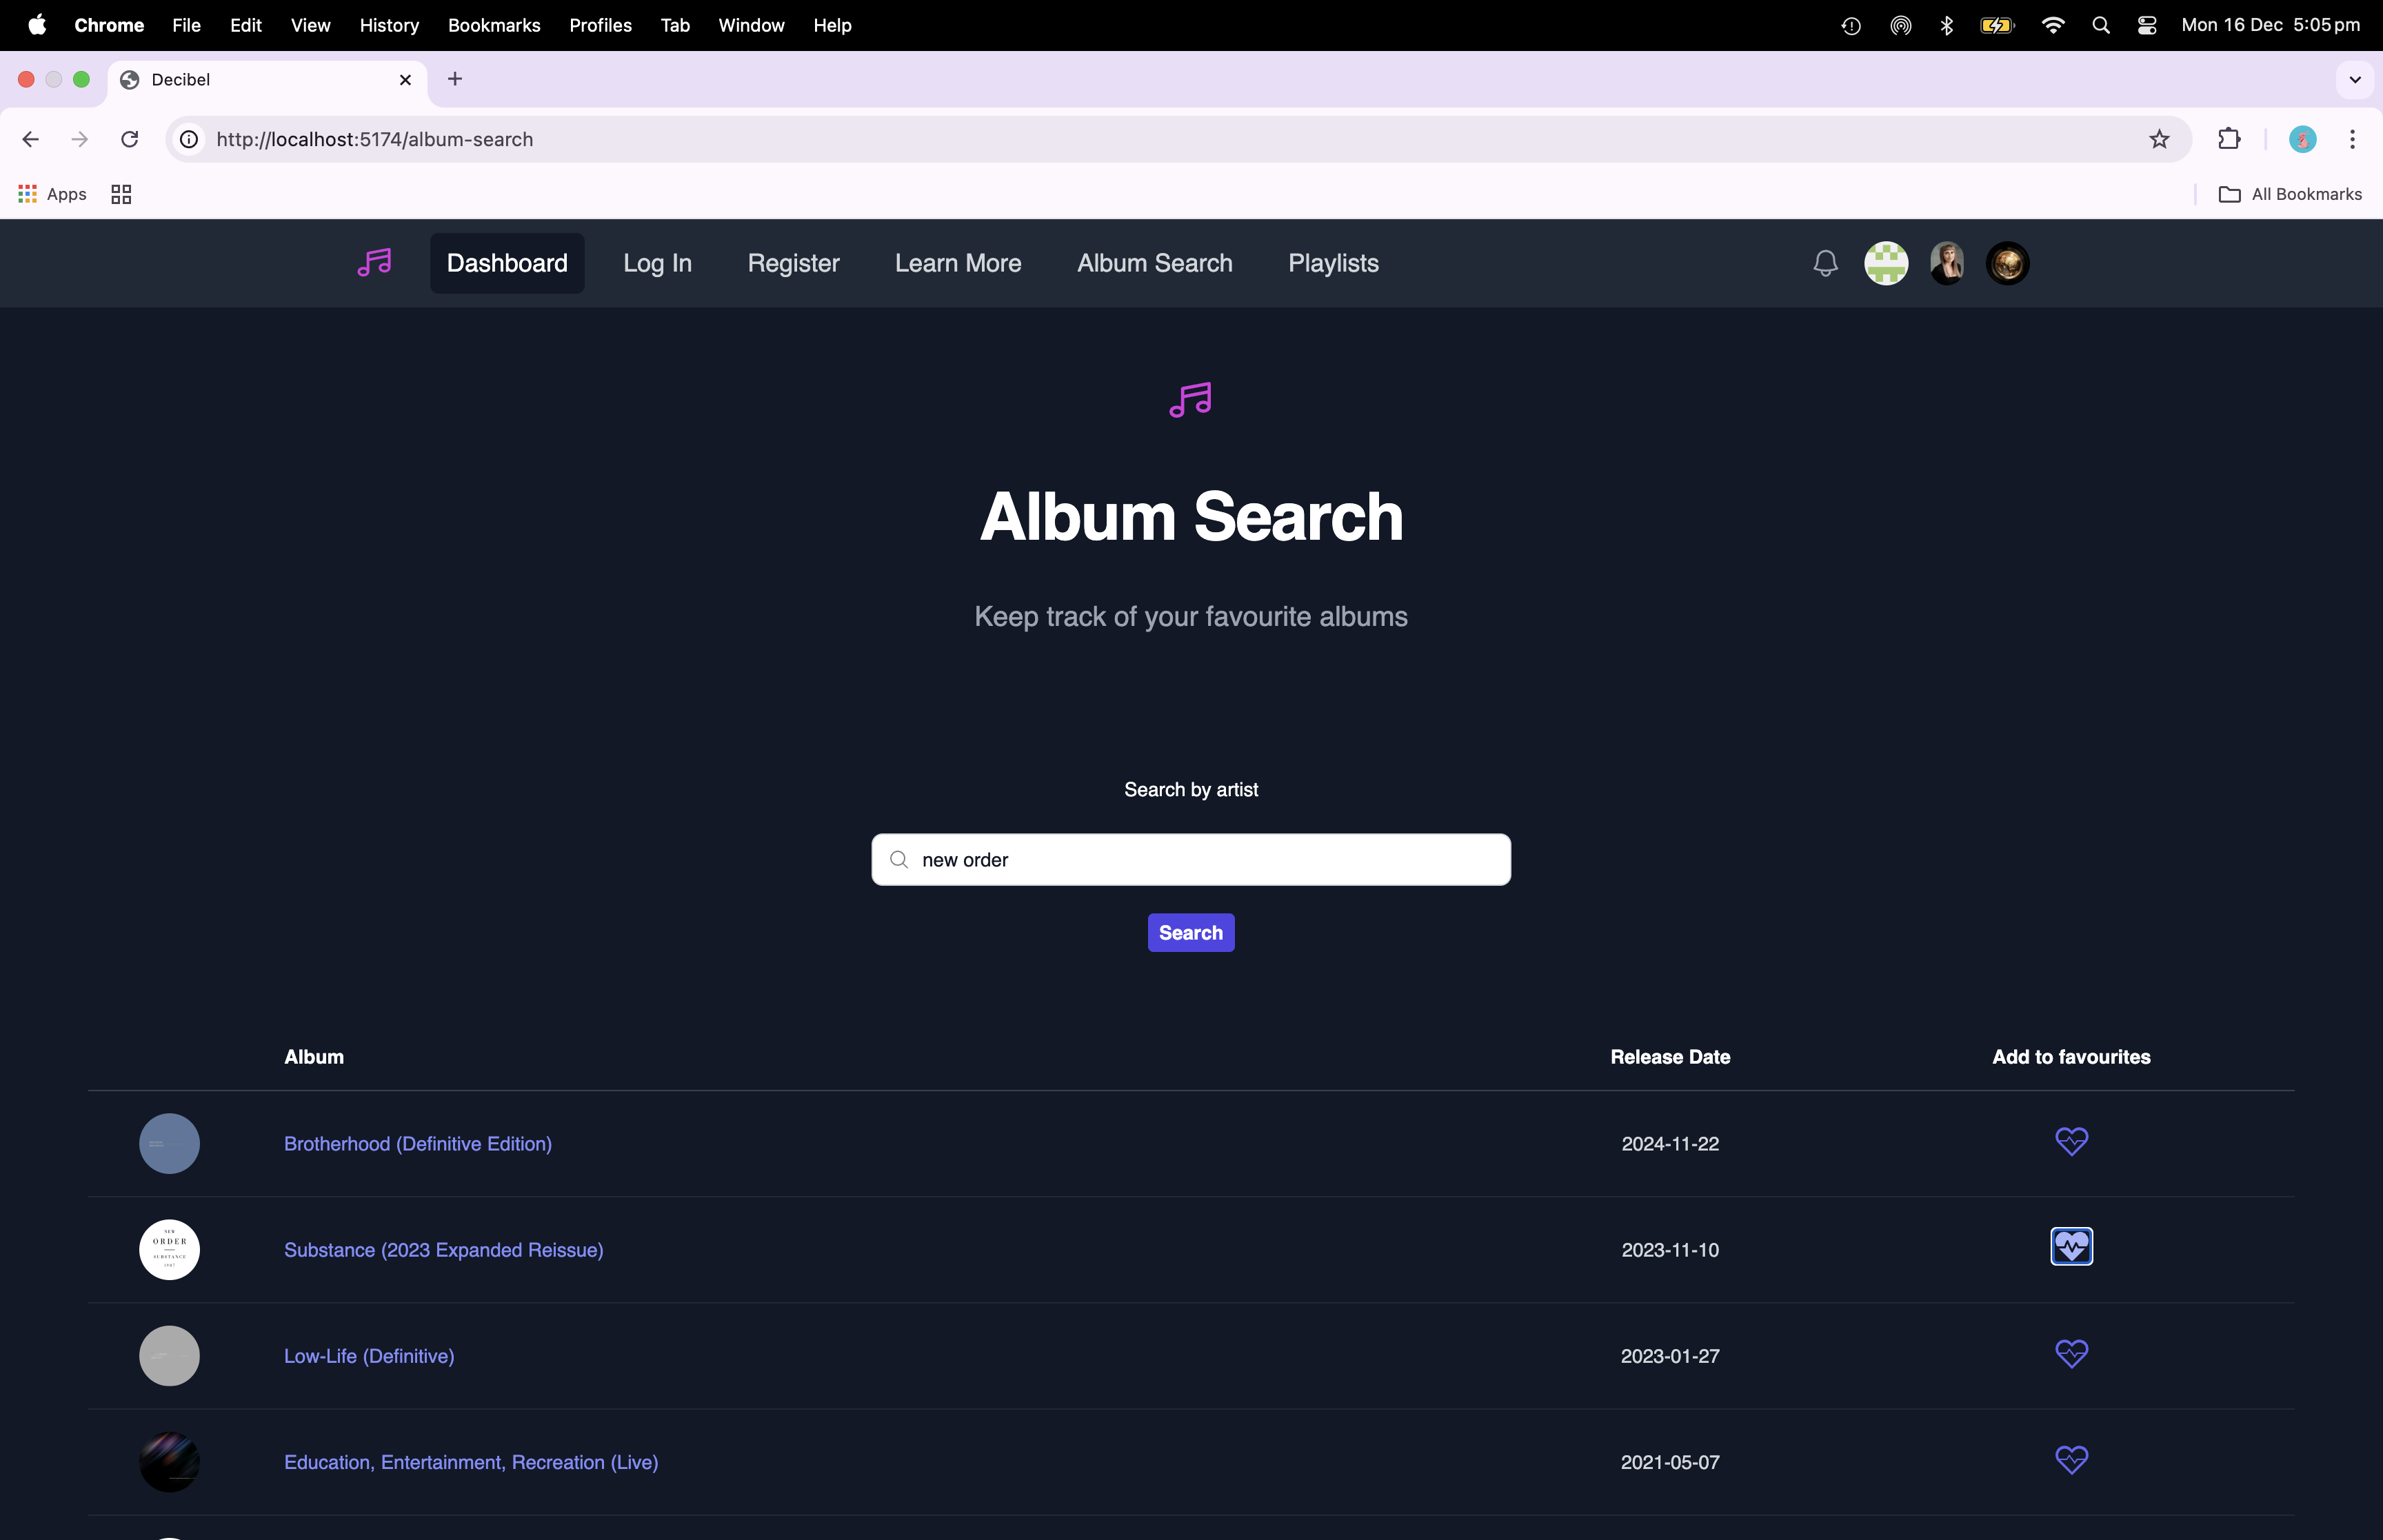 Chrome File Edit View History Bookmarks Profiles Tab Window Help Mon 16 Dec 5:05 pm
Decibel
http://localhost:5174/album-search
Apps All Bookmarks
Dashboard Log In Register Learn More Album Search Playlists
Album Search
Keep track of your favourite albums
Search by artist
new order
Search
Album Release Date Add to favourites
Brotherhood (Definitive Edition) 2024-11-22
NEW
ORDER
SUBSTANCE
1987
Substance (2023 Expanded Reissue) 2023-11-10
Low-Life (Definitive) 2023-01-27
Education, Entertainment, Recreation (Live) 2021-05-07